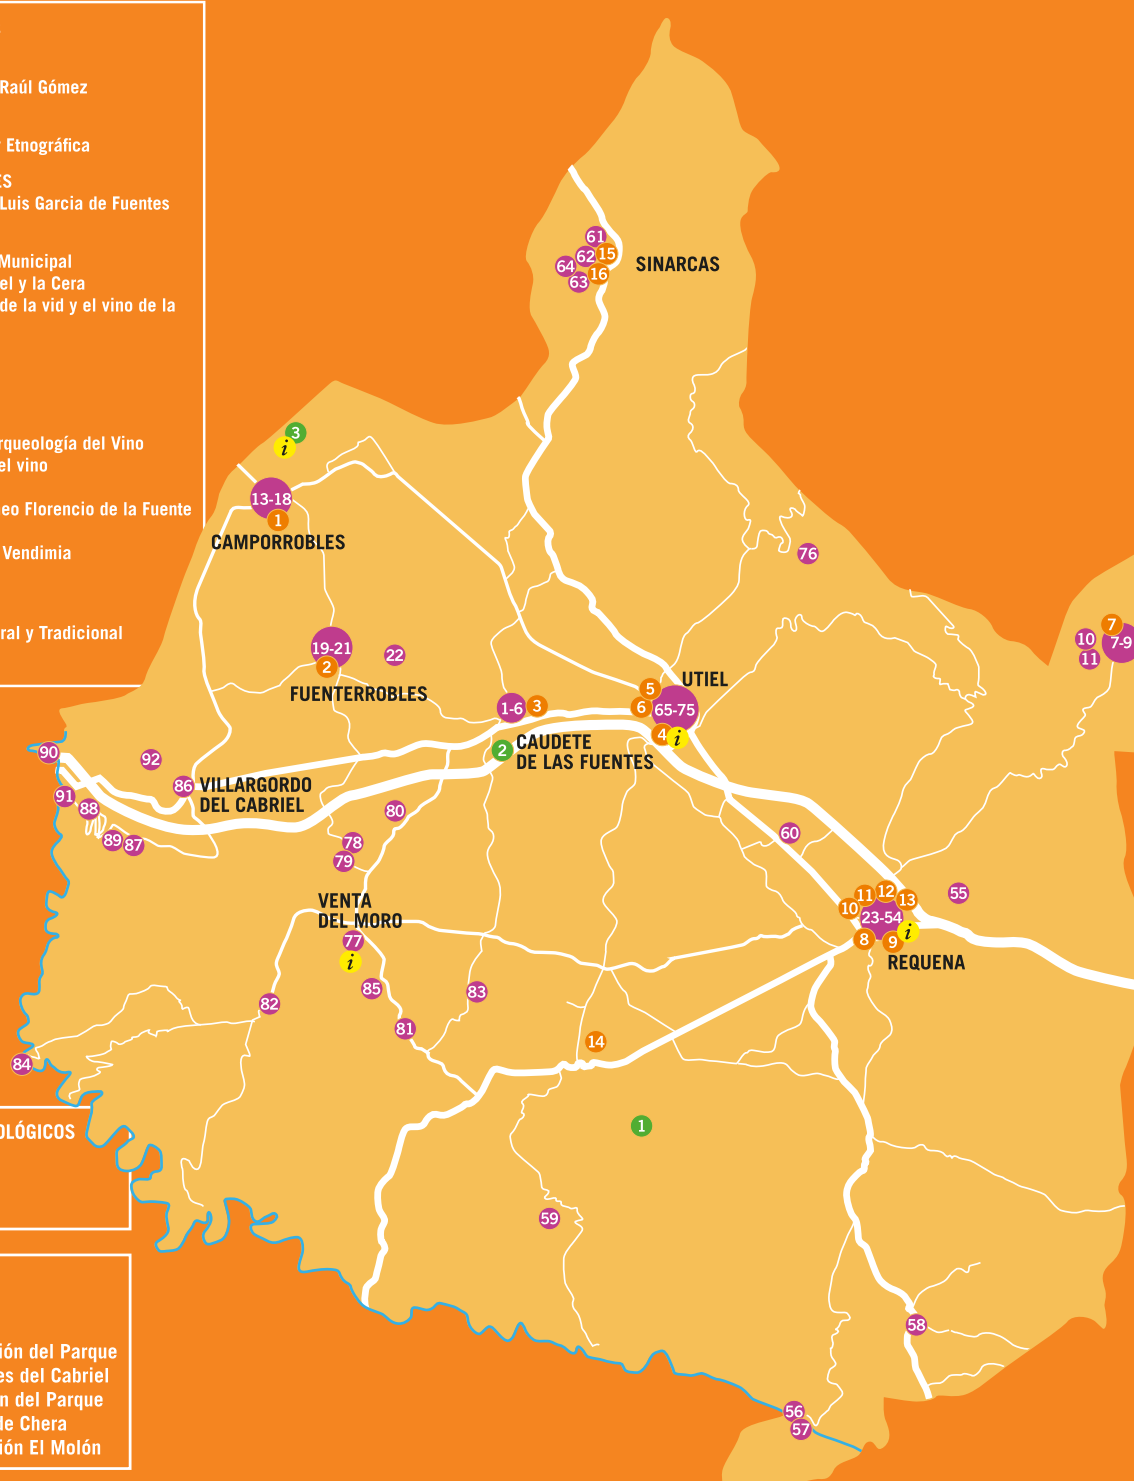 Raúl Gómez
Etnográfica
ES
Luis Garcia de Fuentes
Municipal
el y la Cera
de la vid y el vino de la
rqueología del Vino
el vino
eo Florencio de la Fuente
Vendimia
ral y Tradicional
61
62
15
64
16
63
SINARCAS
3
i
13-18
1
CAMPORROBLES
76
7
10
7-9
11
19-21
22
2
FUENTERROBLES
UTIEL
5
1-6
3
6
65-75
4
i
2
CAUDETE
DE LAS FUENTES
90
92
86
VILLARGORDO
DEL CABRIEL
91
88
89
87
80
78
79
60
VENTA
DEL MORO
77
i
11
12
13
55
10
23-54
8
9
i
REQUENA
85
83
82
81
14
84
1
OLÓGICOS
59
58
56
57
ión del Parque
es del Cabriel
n del Parque
de Chera
ión El Molón